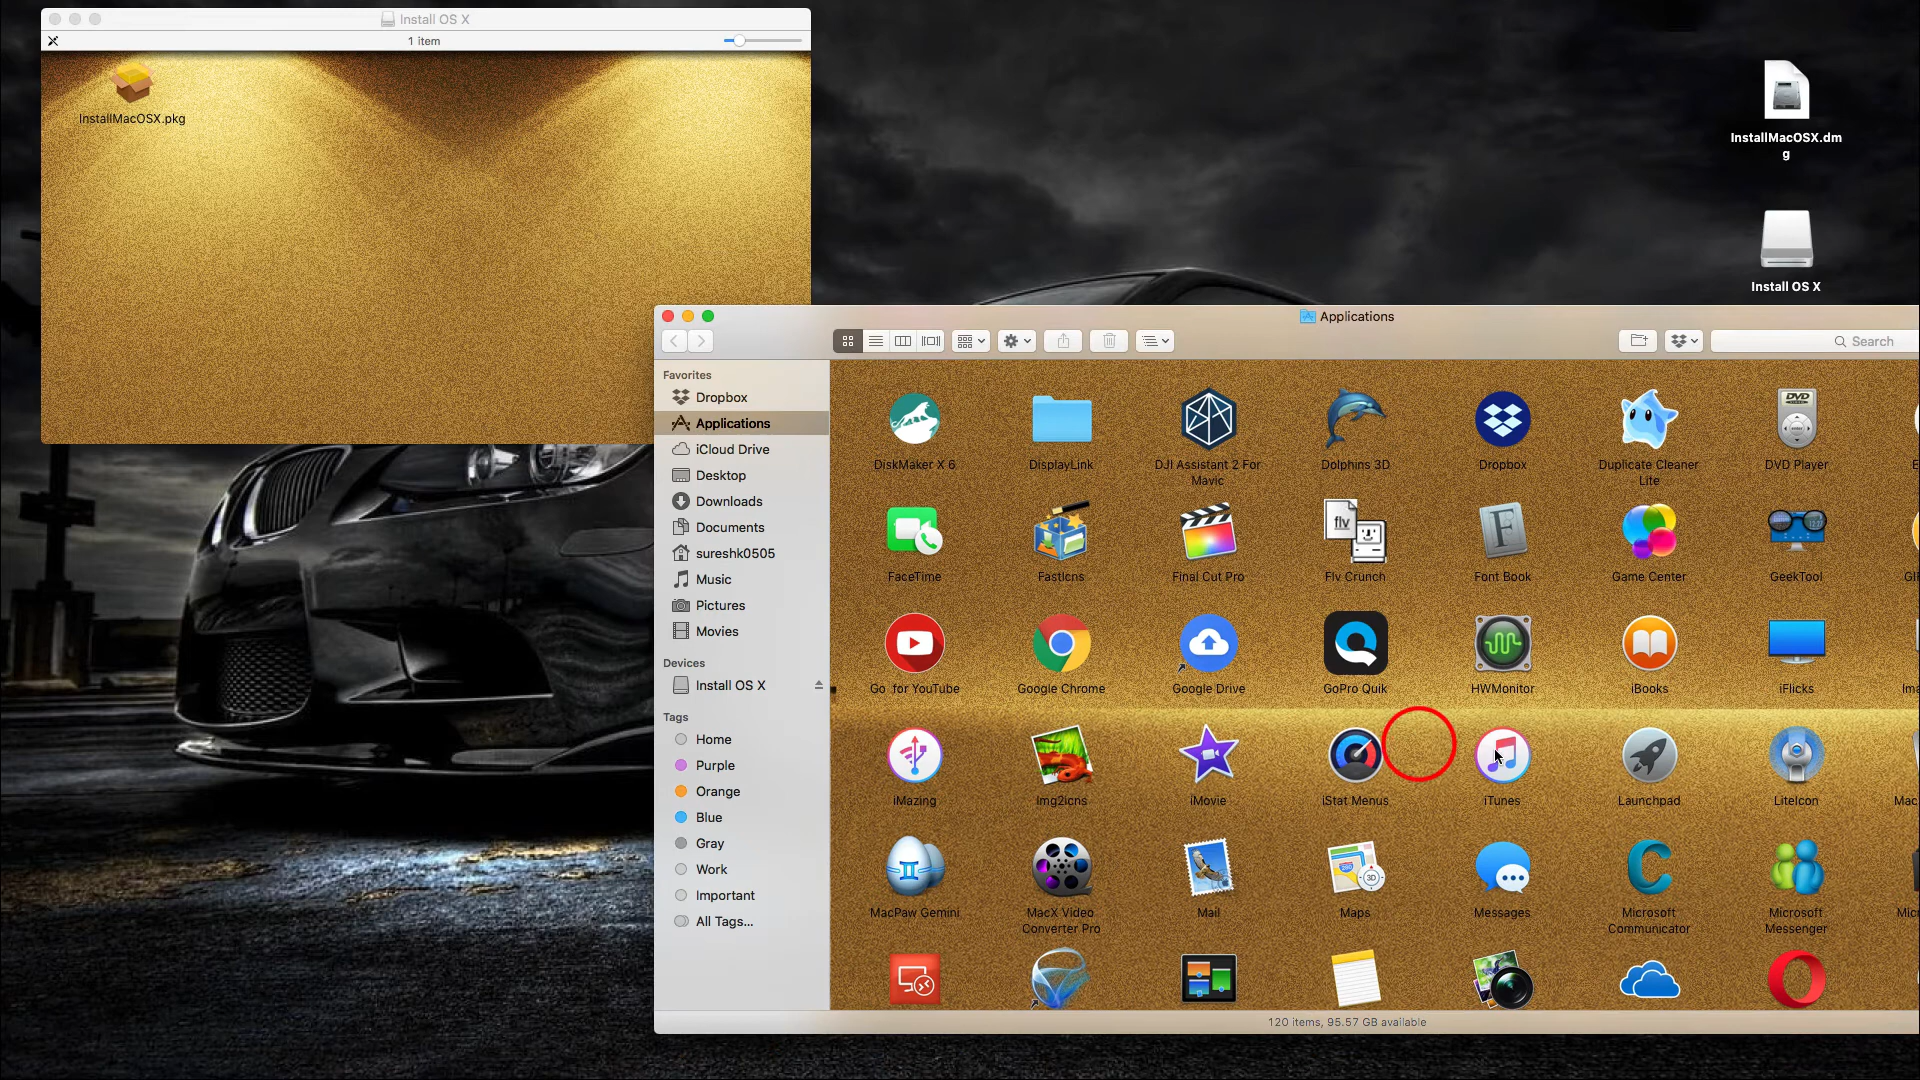 Install OS X
1 item
InstallMacOSX.pkg
InstallMacOSX.dm
g
Install OS X
Applications
Search
Favorites
Dropbox
Applications
iCloud Drive
Desktop
Downloads
Documents
sureshk0505
Music
Pictures
Movies
Devices
Install OS X
Tags
Home
Purple
Orange
Blue
Gray
Work
Important
All Tags...
DiskMaker X 6
DisplayLink
DJI Assistant 2 For
Mavic
Dolphins 3D
Dropbox
Duplicate Cleaner
Lite
DVD Player
FaceTime
FastIcns
Final Cut Pro
Flv Crunch
Font Book
Game Center
GeekTool
Go for YouTube
Google Chrome
Google Drive
GoPro Quik
HWMonitor
iBooks
iFlicks
iMazing
Img2icns
iMovie
iStat Menus
iTunes
Launchpad
LiteIcon
Mac
MacPaw Gemini
MacX Video
Converter Pro
Mail
Maps
Messages
Microsoft
Communicator
Microsoft
Messenger
120 items, 95.57 GB available